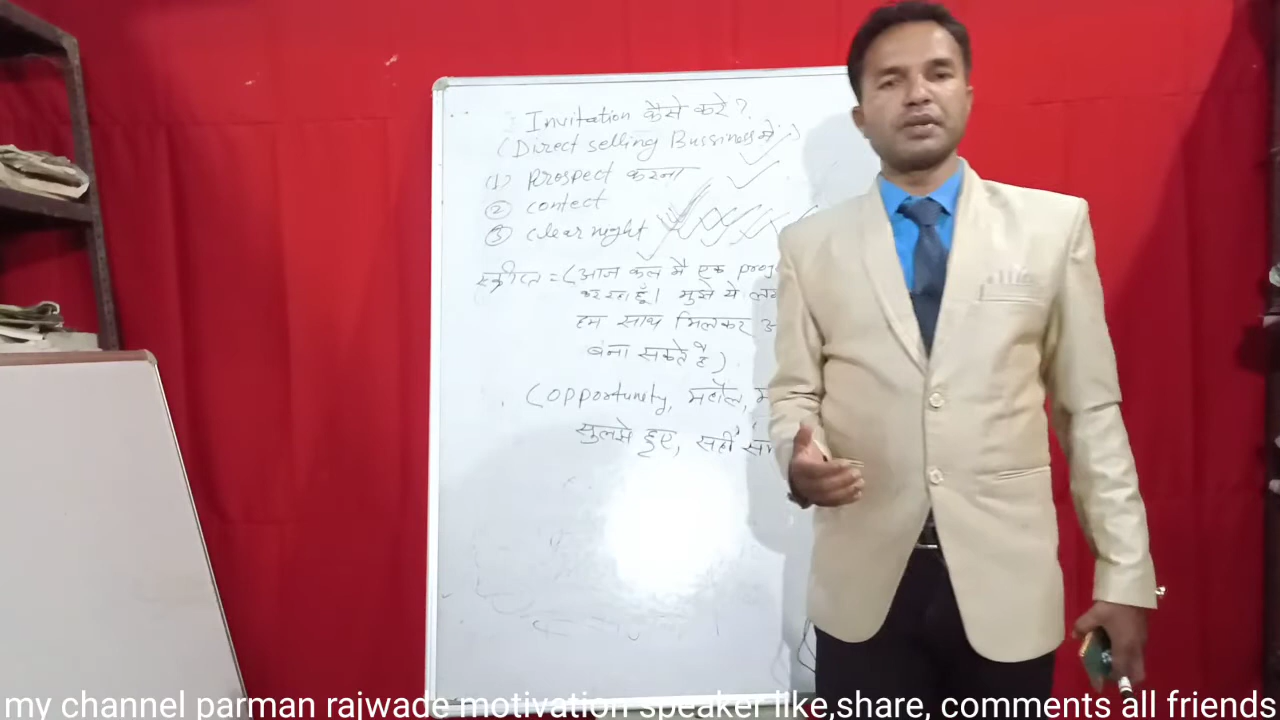 Invitation कैसे करे ?
(Direct selling Bussiness में)
(1) Prospect करना
② contect
③ clear night
स्क्रीप्ट = (आज कल मै एक proj
कर रहा हूँ। मुझे ये
हम साथ मिलकर
बना सकते है)
(opportunity, महौल,
सुलझे हुए, सही
my channel parman rajwade motivation speaker like,share, comments all friends